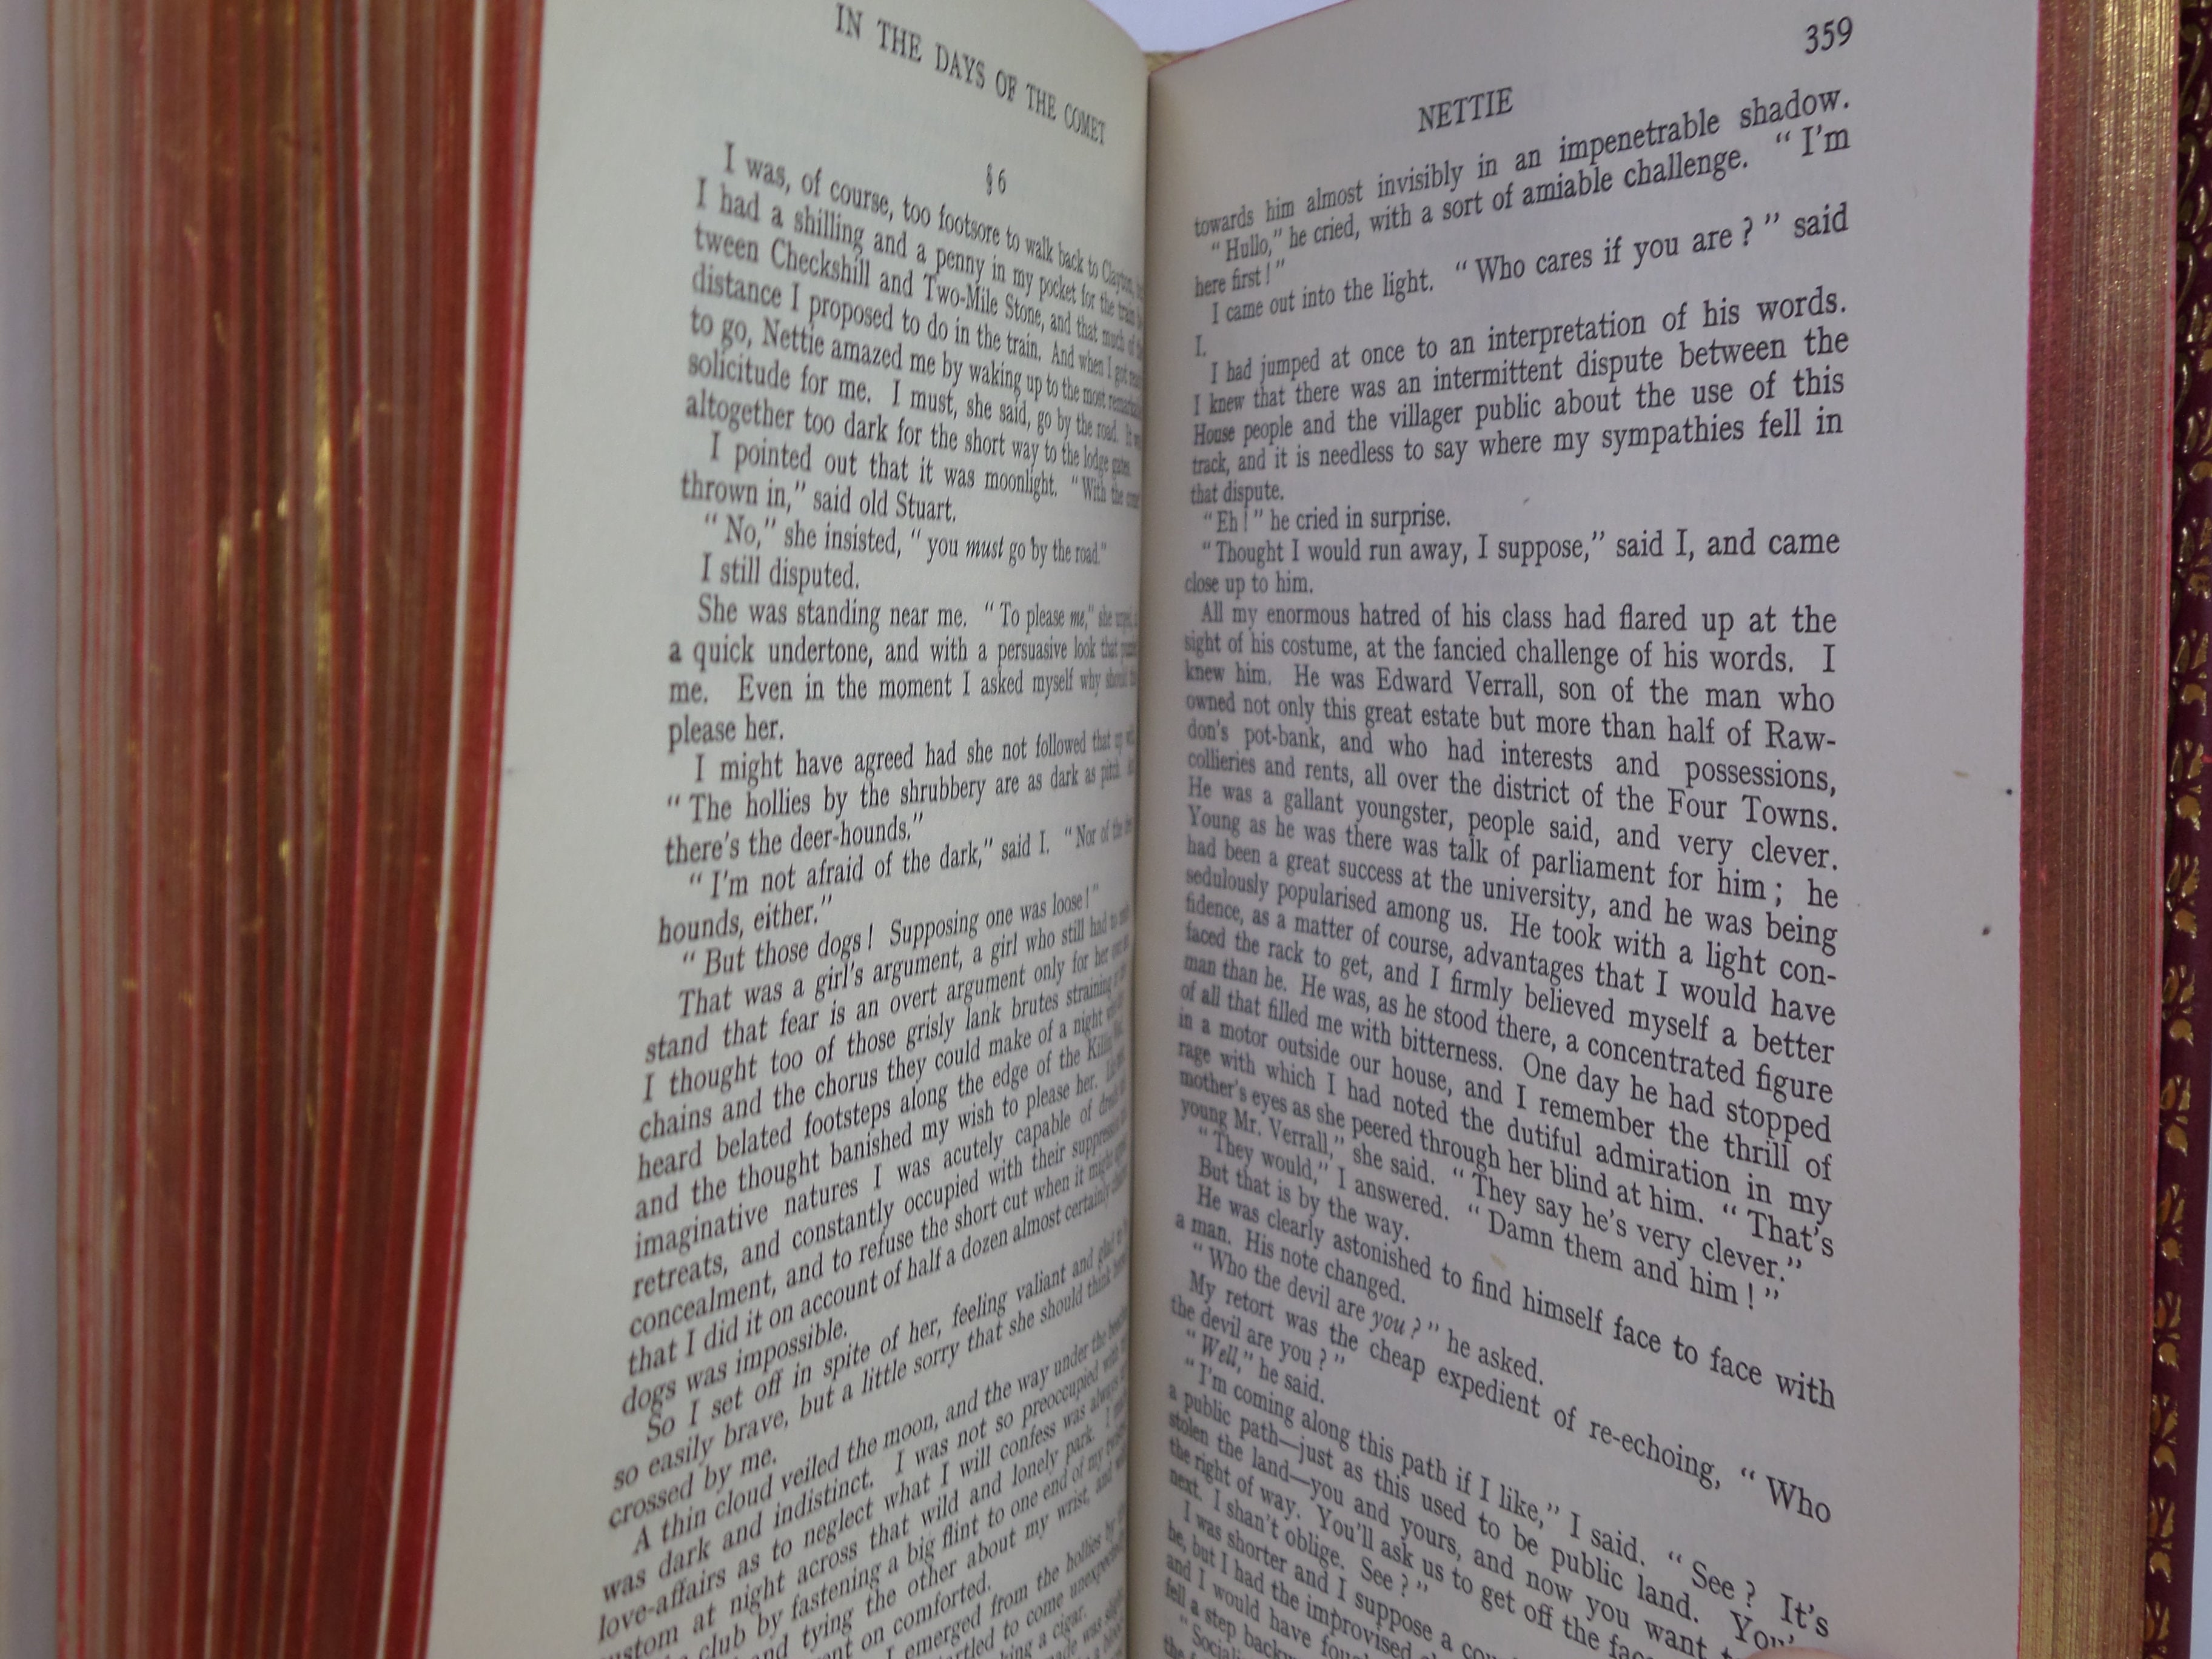 IN THE DAYS OF THE COMET
§ 6
I was, of course, too footsore to walk back to Clayton,
I had a shilling and a penny in my pocket for the train
tween Checkshill and Two-Mile Stone, and that much of
distance I proposed to do in the train. And when I got
to go, Nettie amazed me by waking up to the most
solicitude for me. I must, she said, go by the road. It
altogether too dark for the short way to the lodge gates.
I pointed out that it was moonlight. “With the
thrown in,” said old Stuart.
“No,” she insisted, “you must go by the road.”
I still disputed.
She was standing near me. “To please me,” she urged,
a quick undertone, and with a persuasive look that
me. Even in the moment I asked myself why should
please her.
I might have agreed had she not followed that up
“The hollies by the shrubbery are as dark as pitch.
there's the deer-hounds.”
“I'm not afraid of the dark,” said I. “Nor of the
hounds, either.”
“But those dogs! Supposing one was loose!”
That was a girl's argument, a girl who still had to
stand that fear is an overt argument only for her
I thought too of those grisly lank brutes straining
chains and the chorus they could make of a night
heard belated footsteps along the edge of the
and the thought banished my wish to please her.
imaginative natures I was acutely capable of
retreats, and constantly occupied with their suppression
concealment, and to refuse the short cut when it might
that I did it on account of half a dozen almost certainly
dogs was impossible.
So I set off in spite of her, feeling valiant and glad
so easily brave, but a little sorry that she should think
crossed by me.
A thin cloud veiled the moon, and the way under the
was dark and indistinct. I was not so preoccupied with
love-affairs as to neglect what I will confess was always
custom at night across that wild and lonely park. I
club by fastening a big flint to one end of my
and tying the other about my wrist, and
on comforted.
I emerged from the hollies by
to come
a cigar.
359
NETTIE
towards him almost invisibly in an impenetrable shadow.
“Hullo,” he cried, with a sort of amiable challenge. “I'm
here first!”
I came out into the light. “Who cares if you are?” said
I.
I had jumped at once to an interpretation of his words.
I knew that there was an intermittent dispute between the
House people and the villager public about the use of this
track, and it is needless to say where my sympathies fell in
that dispute.
“Eh!” he cried in surprise.
“Thought I would run away, I suppose,” said I, and came
close up to him.
All my enormous hatred of his class had flared up at the
sight of his costume, at the fancied challenge of his words. I
knew him. He was Edward Verrall, son of the man who
owned not only this great estate but more than half of Raw-
don's pot-bank, and who had interests and possessions,
collieries and rents, all over the district of the Four Towns.
He was a gallant youngster, people said, and very clever.
Young as he was there was talk of parliament for him; he
had been a great success at the university, and he was being
sedulously popularised among us. He took with a light con-
fidence, as a matter of course, advantages that I would have
faced the rack to get, and I firmly believed myself a better
man than he. He was, as he stood there, a concentrated figure
of all that filled me with bitterness. One day he had stopped
in a motor outside our house, and I remember the thrill of
rage with which I had noted the dutiful admiration in my
mother's eyes as she peered through her blind at him. “That's
young Mr. Verrall,” she said. “They say he's very clever.”
“They would,” I answered. “Damn them and him!”
But that is by the way.
He was clearly astonished to find himself face to face with
a man. His note changed.
“Who the devil are you?” he asked.
My retort was the cheap expedient of re-echoing, “Who
the devil are you?”
“Well,” he said.
“I'm coming along this path if I like,” I said. “See? It's
a public path—just as this used to be public land. You've
stolen the land—you and yours, and now you want
the right of way. You'll ask us to get off the
next. I shan't oblige. See?”
I was shorter and I suppose a
he, but I had the improvised
and I would have
fell a step